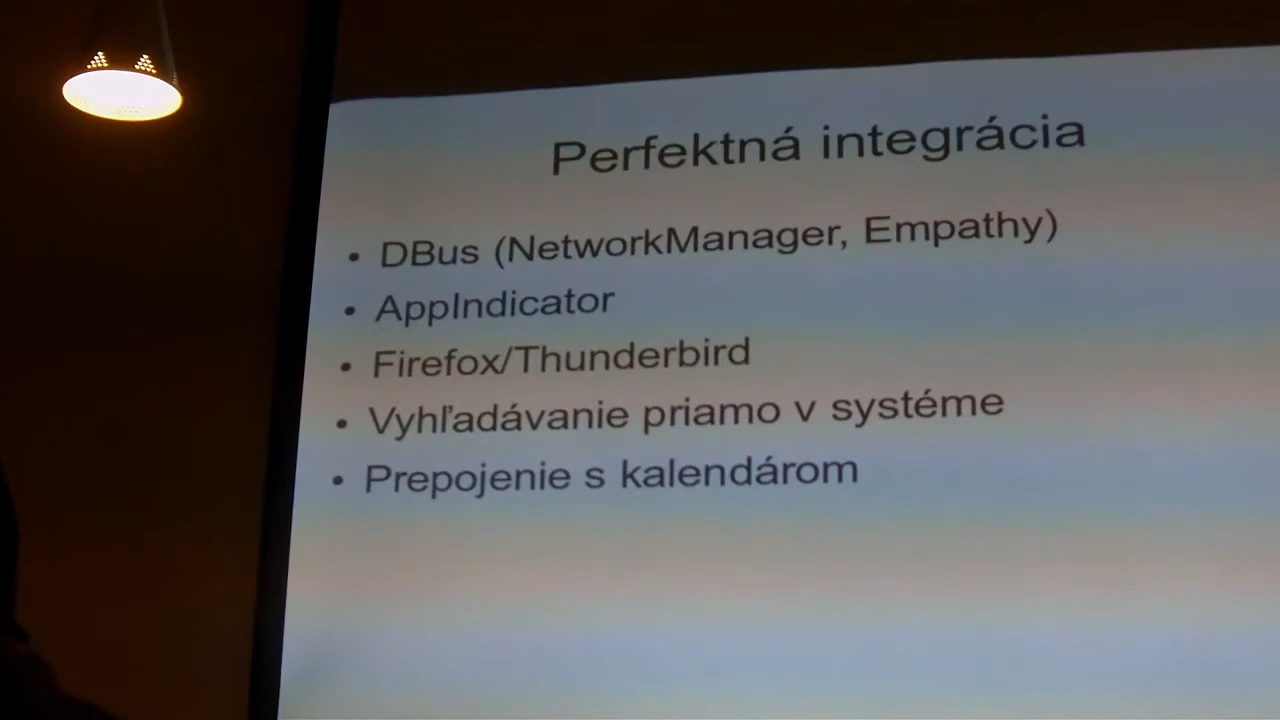 Perfektná integrácia
• DBus (NetworkManager, Empathy)
• AppIndicator
• Firefox/Thunderbird
• Vyhľadávanie priamo v systéme
• Prepojenie s kalendárom